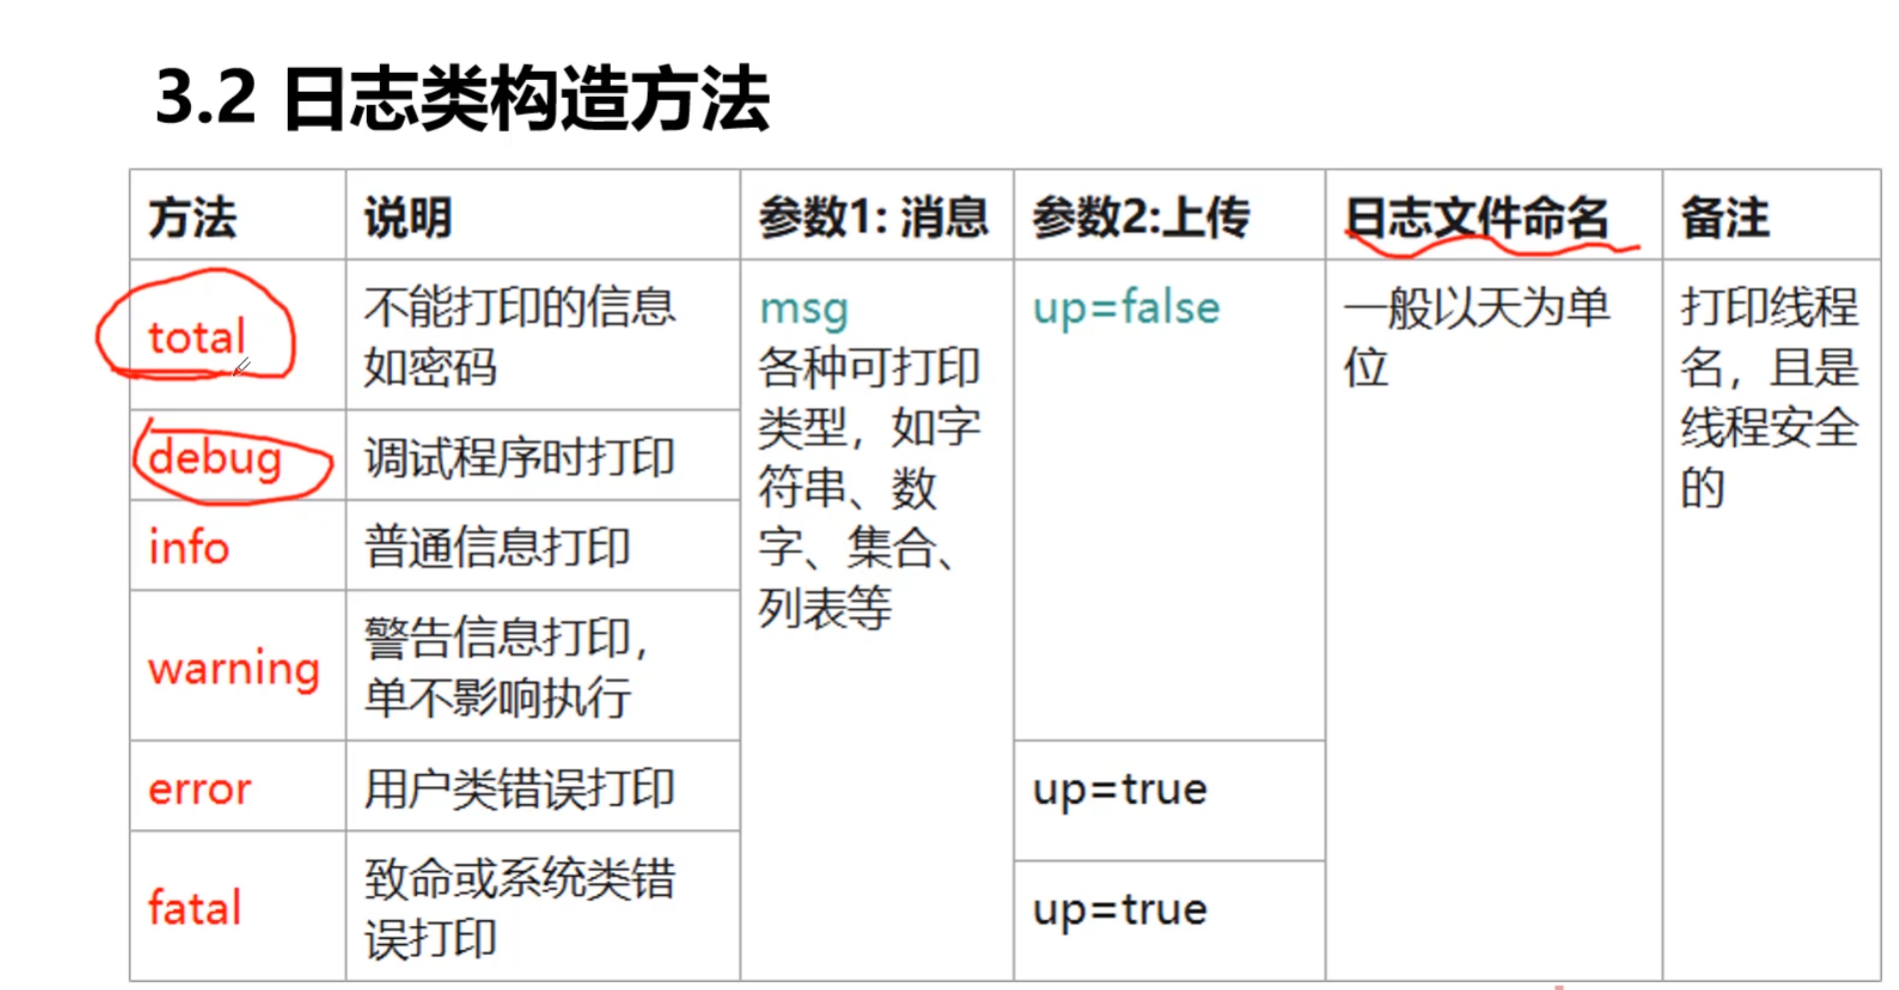 3.2 日志类构造方法
方法
说明
参数1: 消息
参数2:上传
日志文件命名
备注
total
不能打印的信息
如密码
msg
各种可打印
类型，如字
符串、数
字、集合、
列表等
up=false
一般以天为单
位
打印线程
名，且是
线程安全
的
debug
调试程序时打印
info
普通信息打印
warning
警告信息打印，
单不影响执行
error
用户类错误打印
up=true
fatal
致命或系统类错
误打印
up=true